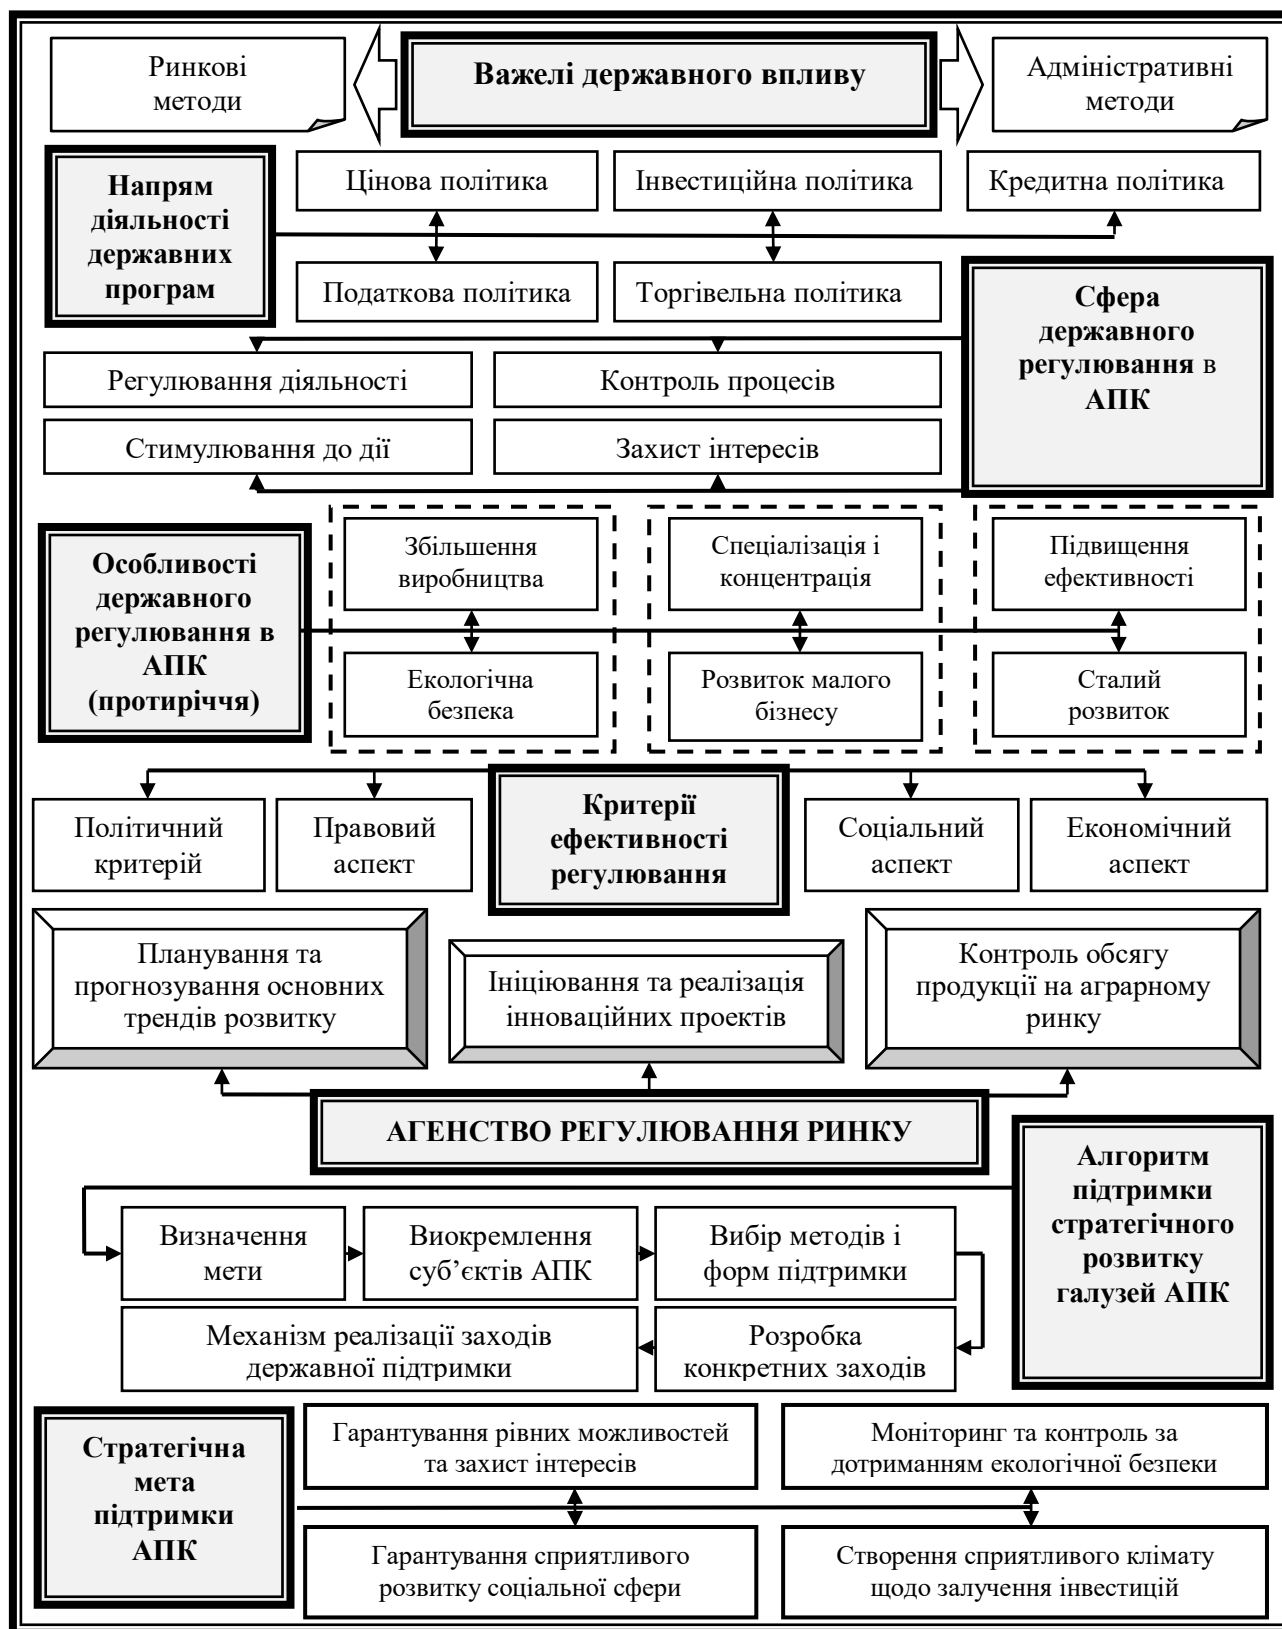 Ринкові
методи
Важелі державного впливу
Адміністративні
методи
Напрям
діяльності
державних
програм
Цінова політика
Інвестиційна політика
Кредитна політика
Податкова політика
Торгівельна політика
Сфера
державного
регулювання в
АПК
Регулювання діяльності
Контроль процесів
Стимулювання до дії
Захист інтересів
Особливості
державного
регулювання в
АПК
(протиріччя)
Збільшення
виробництва
Спеціалізація і
концентрація
Підвищення
ефективності
Екологічна
безпека
Розвиток малого
бізнесу
Сталий
розвиток
Політичний
критерій
Правовий
аспект
Критерії
ефективності
регулювання
Соціальний
аспект
Економічний
аспект
Планування та
прогнозування основних
трендів розвитку
Ініціювання та реалізація
інноваційних проектів
Контроль обсягу
продукції на аграрному
ринку
АГЕНСТВО РЕГУЛЮВАННЯ РИНКУ
Алгоритм
підтримки
стратегічного
розвитку
галузей АПК
Визначення
мети
Виокремлення
суб’єктів АПК
Вибір методів і
форм підтримки
Механізм реалізації заходів
державної підтримки
Розробка
конкретних заходів
Стратегічна
мета
підтримки
АПК
Гарантування рівних можливостей
та захист інтересів
Моніторинг та контроль за
дотриманням екологічної безпеки
Гарантування сприятливого
розвитку соціальної сфери
Створення сприятливого клімату
щодо залучення інвестицій